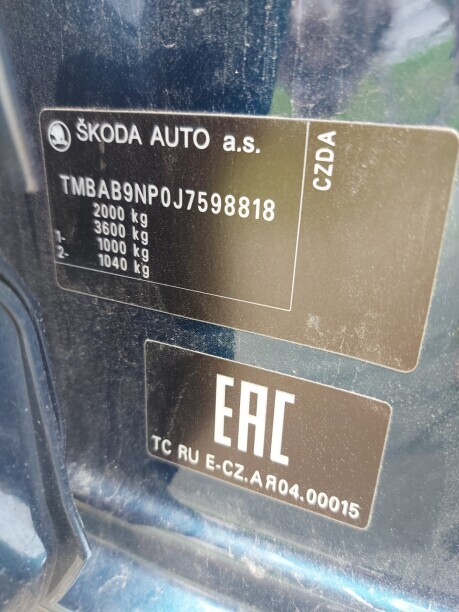 ŠKODA AUTO a.s.
CZDA
TMBAB9NP0J7598818
2000 kg
3600 kg
1- 1000 kg
2- 1040 kg
EAC
TC RU E-CZ.АЯ04.00015